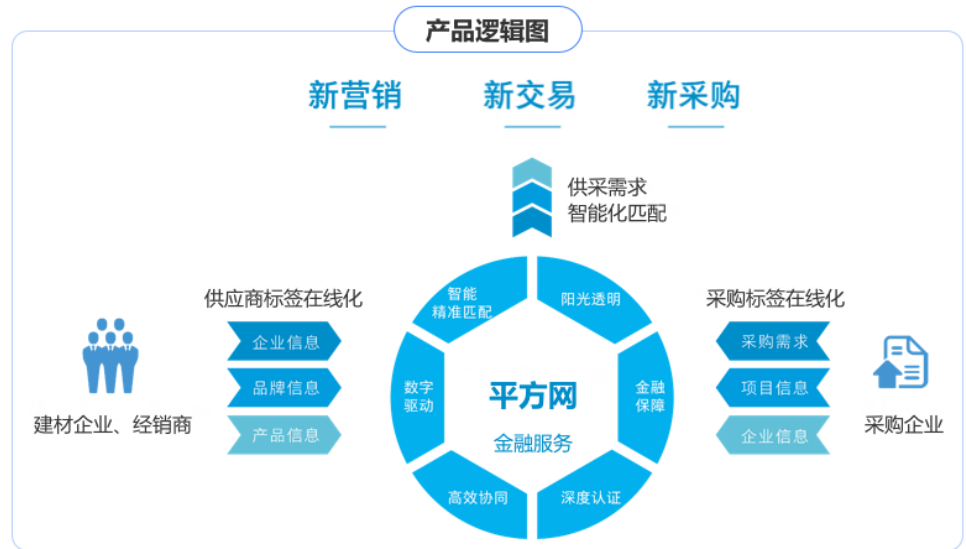 产品逻辑图
新营销
新交易
新采购
供采需求
智能化匹配
供应商标签在线化
企业信息
品牌信息
产品信息
建材企业、经销商
智能
精准匹配
阳光透明
数字
驱动
金融
保障
高效协同
深度认证
平方网
金融服务
采购标签在线化
采购需求
项目信息
企业信息
采购企业